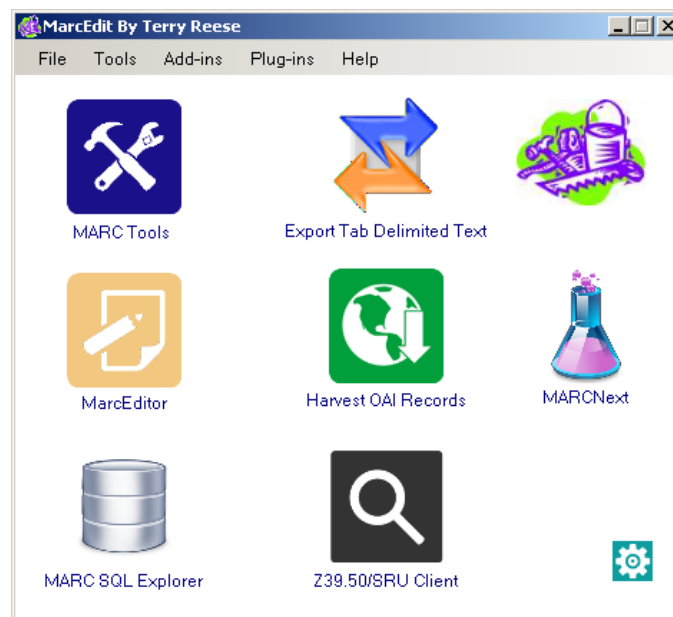 MarcEdit By Terry Reese
File Tools Add-ins Plug-ins Help
MARC Tools
Export Tab Delimited Text
MarcEditor
Harvest OAI Records
MARCNext
MARC SQL Explorer
Z39.50/SRU Client